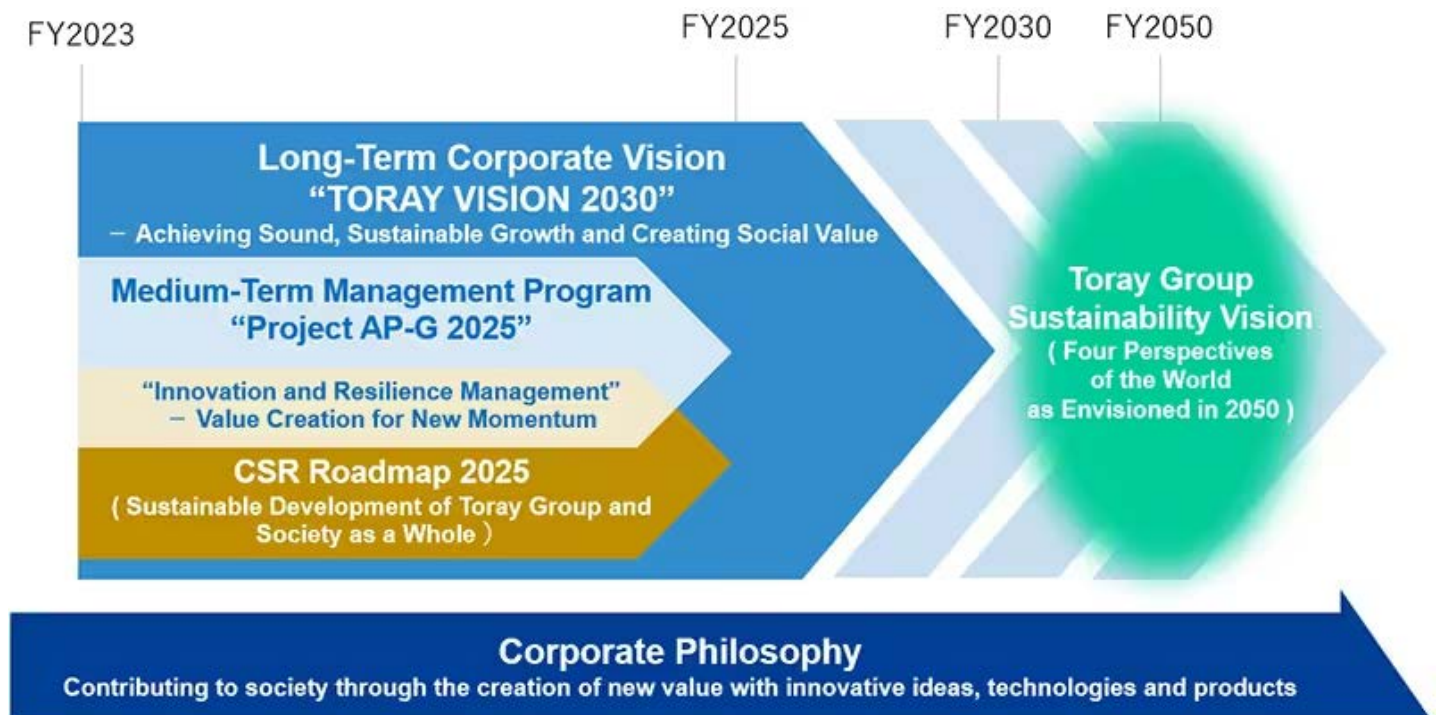 FY2023
FY2025
FY2030
FY2050
Long-Term Corporate Vision
“TORAY VISION 2030”
− Achieving Sound, Sustainable Growth and Creating Social Value
Medium-Term Management Program
“Project AP-G 2025”
“Innovation and Resilience Management”
− Value Creation for New Momentum
CSR Roadmap 2025
( Sustainable Development of Toray Group and
Society as a Whole )
Toray Group
Sustainability Vision
( Four Perspectives
of the World
as Envisioned in 2050 )
Corporate Philosophy
Contributing to society through the creation of new value with innovative ideas, technologies and products